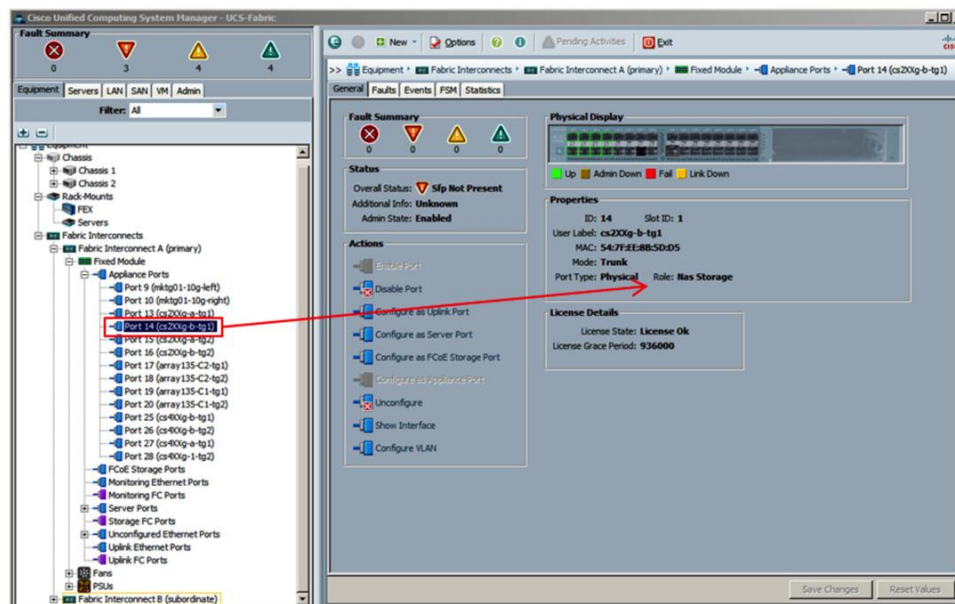 Cisco Unified Computing System Manager - UCS-Fabric
Fault Summary
0 3 4 4
Equipment Servers LAN SAN VM Admin
Filter: All
Equipment
Chassis
Chassis 1
Chassis 2
Rack-Mounts
FEX
Servers
Fabric Interconnects
Fabric Interconnect A (primary)
Fixed Module
Appliance Ports
Port 9 (mktg01-10g-left)
Port 10 (mktg01-10g-right)
Port 13 (cs2XXg-a-tg1)
Port 14 (cs2XXg-b-tg1)
Port 15 (cs2XXg-a-tg2)
Port 16 (cs2XXg-b-tg2)
Port 17 (array135-C2-tg1)
Port 18 (array135-C2-tg2)
Port 19 (array135-C1-tg1)
Port 20 (array135-C1-tg2)
Port 25 (cs4XXg-b-tg1)
Port 26 (cs4XXg-b-tg2)
Port 27 (cs4XXg-a-tg1)
Port 28 (cs4XXg-1-tg2)
FCoE Storage Ports
Monitoring Ethernet Ports
Monitoring FC Ports
Server Ports
Storage FC Ports
Unconfigured Ethernet Ports
Uplink Ethernet Ports
Uplink FC Ports
Fans
PSUs
Fabric Interconnect B (subordinate)
New Options Pending Activities Exit
>> Equipment Fabric Interconnects Fabric Interconnect A (primary) Fixed Module Appliance Ports Port 14 (cs2XXg-b-tg1)
General Faults Events FSM Statistics
Fault Summary
0 0 0 0
Status
Overall Status: Sfp Not Present
Additional Info: Unknown
Admin State: Enabled
Actions
Enable Port
Disable Port
Configure as Uplink Port
Configure as Server Port
Configure as FCoE Storage Port
Configure as Appliance Port
Unconfigure
Show Interface
Configure VLAN
Physical Display
Up Admin Down Fail Link Down
Properties
ID: 14 Slot ID: 1
User Label: cs2XXg-b-tg1
MAC: 54:7F:EE:8B:5D:D5
Mode: Trunk
Port Type: Physical Role: Nas Storage
License Details
License State: License Ok
License Grace Period: 936000
Save Changes Reset Values